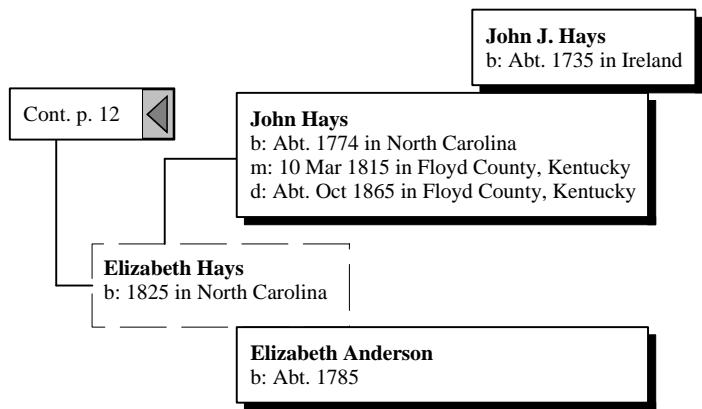 John J. Hays
b: Abt. 1735 in Ireland
Cont. p. 12
John Hays
b: Abt. 1774 in North Carolina
m: 10 Mar 1815 in Floyd County, Kentucky
d: Abt. Oct 1865 in Floyd County, Kentucky
Elizabeth Hays
b: 1825 in North Carolina
Elizabeth Anderson
b: Abt. 1785